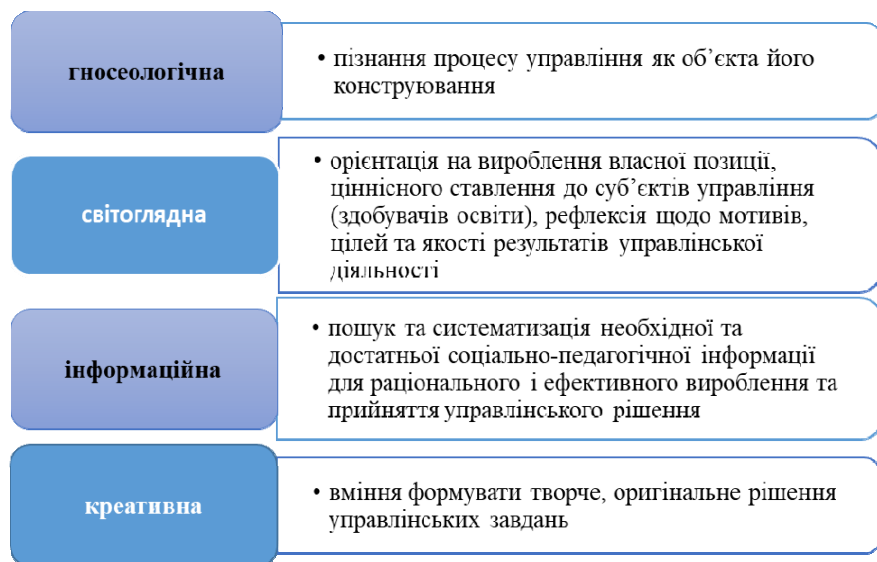 гносеологічна
• пізнання процесу управління як об’єкта його
конструювання
світоглядна
• орієнтація на вироблення власної позиції,
ціннісного ставлення до суб’єктів управління
(здобувачів освіти), рефлексія щодо мотивів,
цілей та якості результатів управлінської
діяльності
інформаційна
• пошук та систематизація необхідної та
достатньої соціально-педагогічної інформації
для раціонального і ефективного вироблення та
прийняття управлінського рішення
креативна
• вміння формувати творче, оригінальне рішення
управлінських завдань